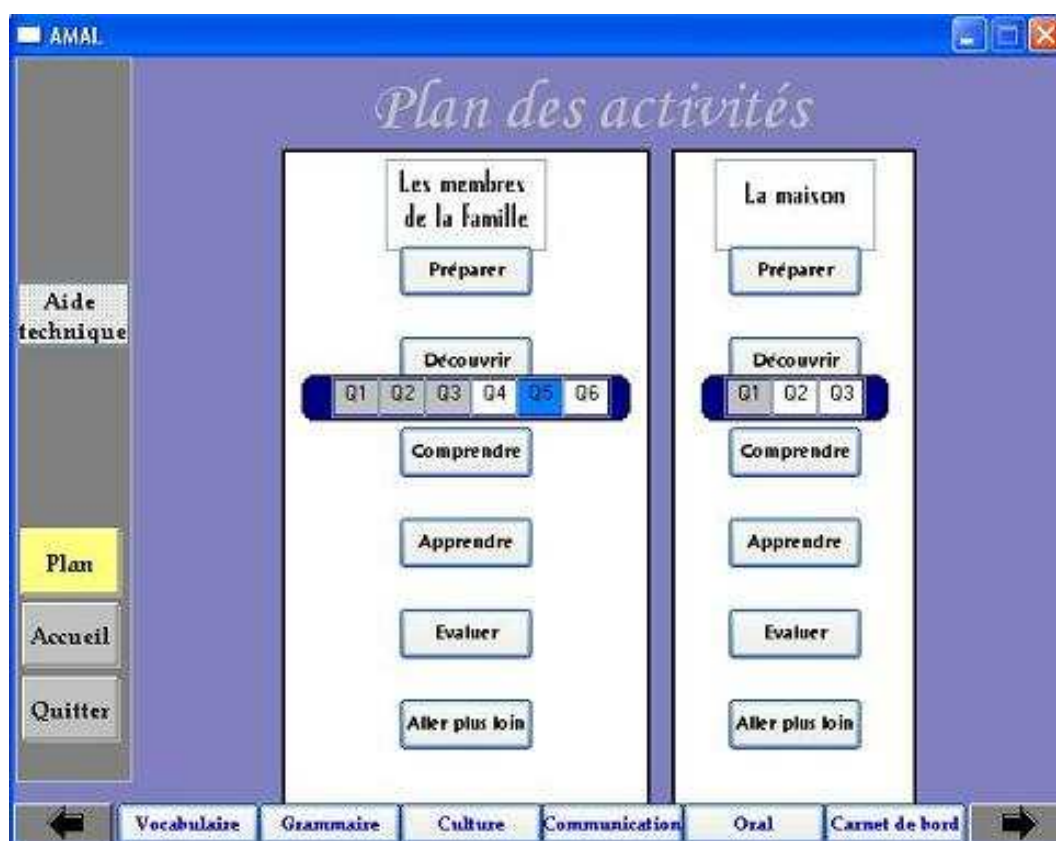 AMAL
Plan des activités
Les membres
de la famille
Préparer
Découvrir
Q1 Q2 Q3 Q4 Q5 Q6
Comprendre
Apprendre
Evaluer
Aller plus loin
La maison
Préparer
Découvrir
Q1 Q2 Q3
Comprendre
Apprendre
Evaluer
Aller plus loin
Aide
technique
Plan
Accueil
Quitter
Vocabulaire Grammaire Culture Communication Oral Carnet de bord